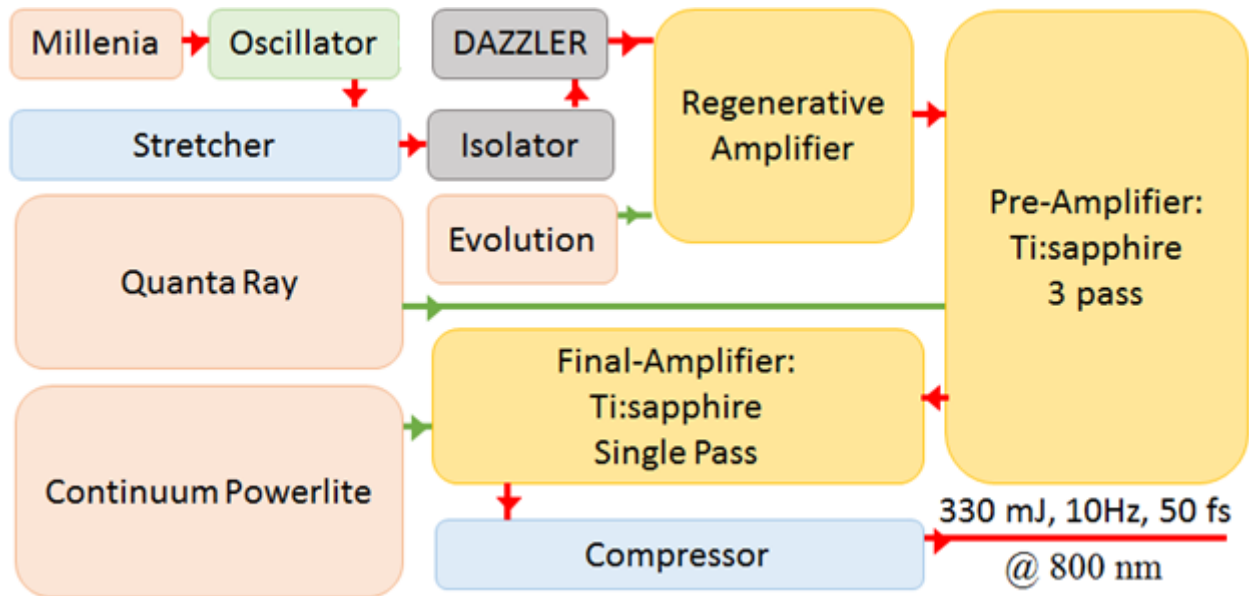 Millenia
Oscillator
DAZZLER
Regenerative
Amplifier
Stretcher
Isolator
Pre-Amplifier:
Ti:sapphire
3 pass
Evolution
Quanta Ray
Final-Amplifier:
Ti:sapphire
Single Pass
Continuum Powerlite
330 mJ, 10Hz, 50 fs
@ 800 nm
Compressor